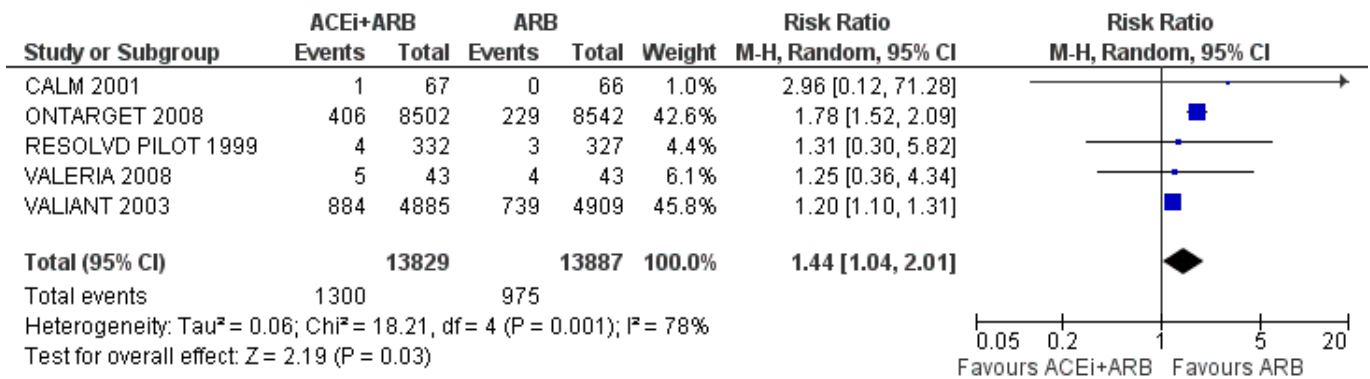 ACEi+ARB ARB Risk Ratio Risk Ratio
Study or Subgroup Events Total Events Total Weight M-H, Random, 95% CI M-H, Random, 95% CI
CALM 2001 1 67 0 66 1.0% 2.96 [0.12, 71.28]
ONTARGET 2008 406 8502 229 8542 42.6% 1.78 [1.52, 2.09]
RESOLVD PILOT 1999 4 332 3 327 4.4% 1.31 [0.30, 5.82]
VALERIA 2008 5 43 4 43 6.1% 1.25 [0.36, 4.34]
VALIANT 2003 884 4885 739 4909 45.8% 1.20 [1.10, 1.31]
Total (95% CI) 13829 13887 100.0% 1.44 [1.04, 2.01]
Total events 1300 975
Heterogeneity: Tau² = 0.06; Chi² = 18.21, df = 4 (P = 0.001); I² = 78%
Test for overall effect: Z = 2.19 (P = 0.03)
0.05 0.2 1 5 20
Favours ACEi+ARB Favours ARB